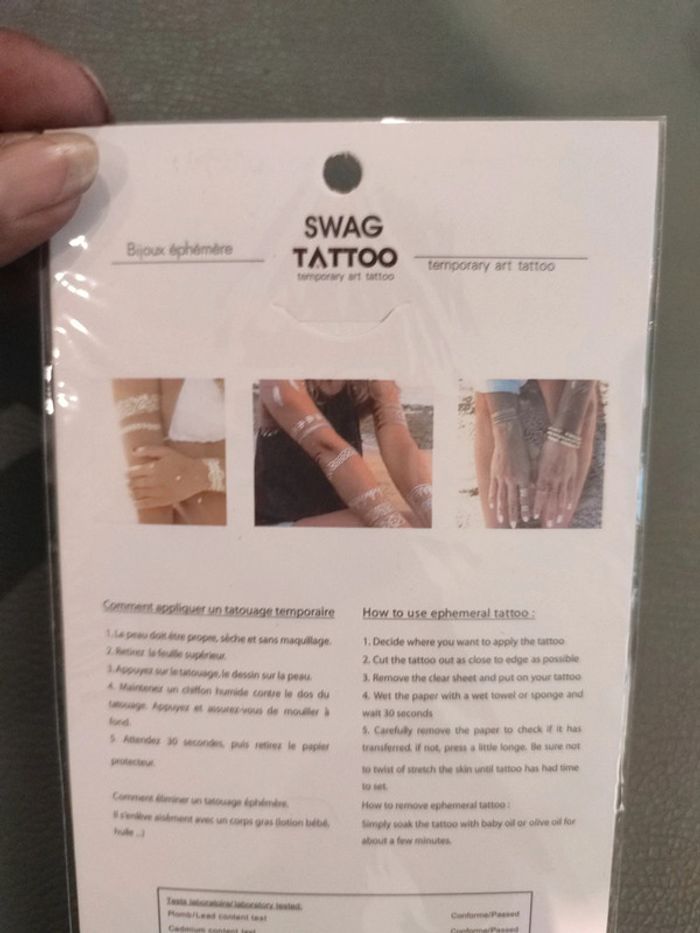 SWAG
TATTOO
temporary art tattoo
Bijoux éphémère
temporary art tattoo
Comment appliquer un tatouage temporaire
1. Le peau doit être propre, sèche et sans maquillage.
2. Retirez la feuille supérieur.
3. Appuyez sur le tatouage, le dessin sur la peau.
4. Maintenez un chiffon humide contre le dos du
tatouage. Appuyez et assurez-vous de mouiller à
fond.
5. Attendez 30 secondes, puis retirez le papier
protecteur.
Comment éliminer un tatouage éphémère.
Il s'enlève aisément avec un corps gras (lotion bébé,
huile ...)
How to use ephemeral tattoo :
1. Decide where you want to apply the tattoo
2. Cut the tattoo out as close to edge as possible
3. Remove the clear sheet and put on your tattoo
4. Wet the paper with a wet towel or sponge and
wait 30 seconds
5. Carefully remove the paper to check if it has
transferred, if not, press a little longe. Be sure not
to twist of stretch the skin until tattoo has had time
to set.
How to remove ephemeral tattoo :
Simply soak the tattoo with baby oil or olive oil for
about a few minutes.
Tests laboratoire/laboratory tested:
Plomb/Lead content test Conforme/Passed
Cadmium content test Conforme/Passed